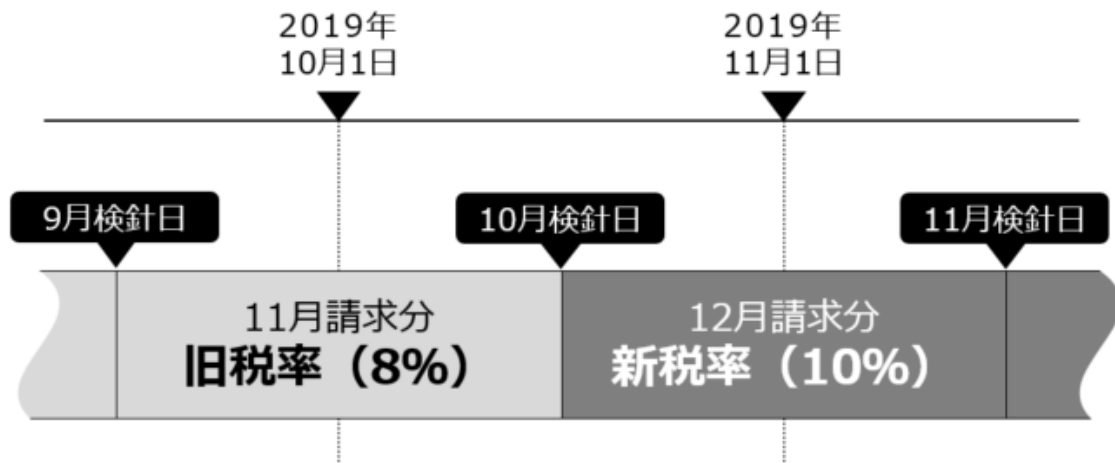 2019年
10月1日
2019年
11月1日
9月検針日
10月検針日
11月検針日
11月請求分
旧税率（8%）
12月請求分
新税率（10%）